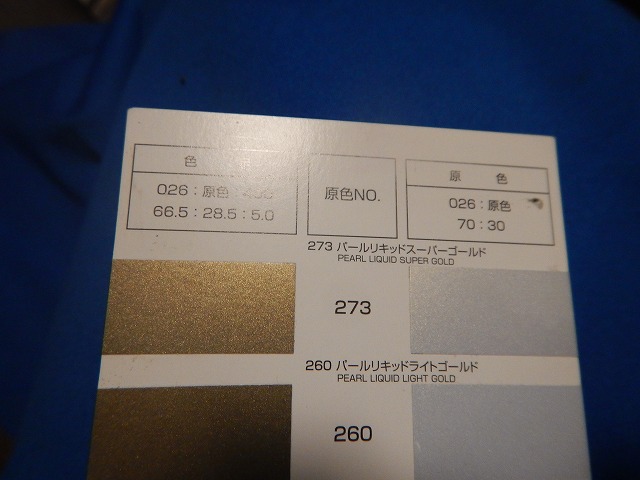 色
026：原色：
66.5：28.5：5.0
原色NO.
原 色
026：原色
70：30
273 パールリキッドスーパーゴールド
PEARL LIQUID SUPER GOLD
273
260 パールリキッドライトゴールド
PEARL LIQUID LIGHT GOLD
260